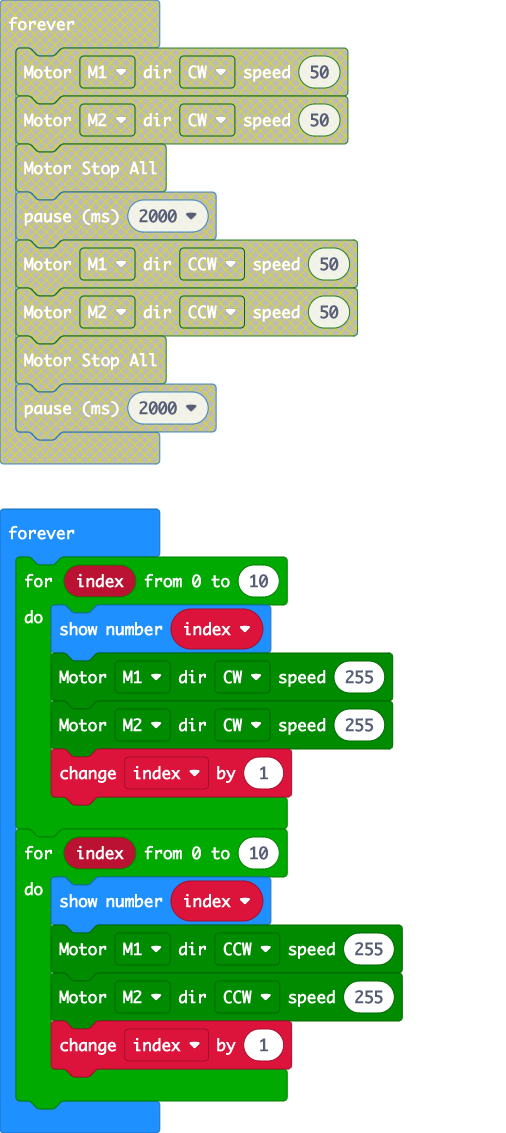 forever
Motor M1 dir CW speed 50
Motor M2 dir CW speed 50
Motor Stop All
pause (ms) 2000
Motor M1 dir CCW speed 50
Motor M2 dir CCW speed 50
Motor Stop All
pause (ms) 2000
forever
for index from 0 to 10
do
show number index
Motor M1 dir CW speed 255
Motor M2 dir CW speed 255
change index by 1
for index from 0 to 10
do
show number index
Motor M1 dir CCW speed 255
Motor M2 dir CCW speed 255
change index by 1